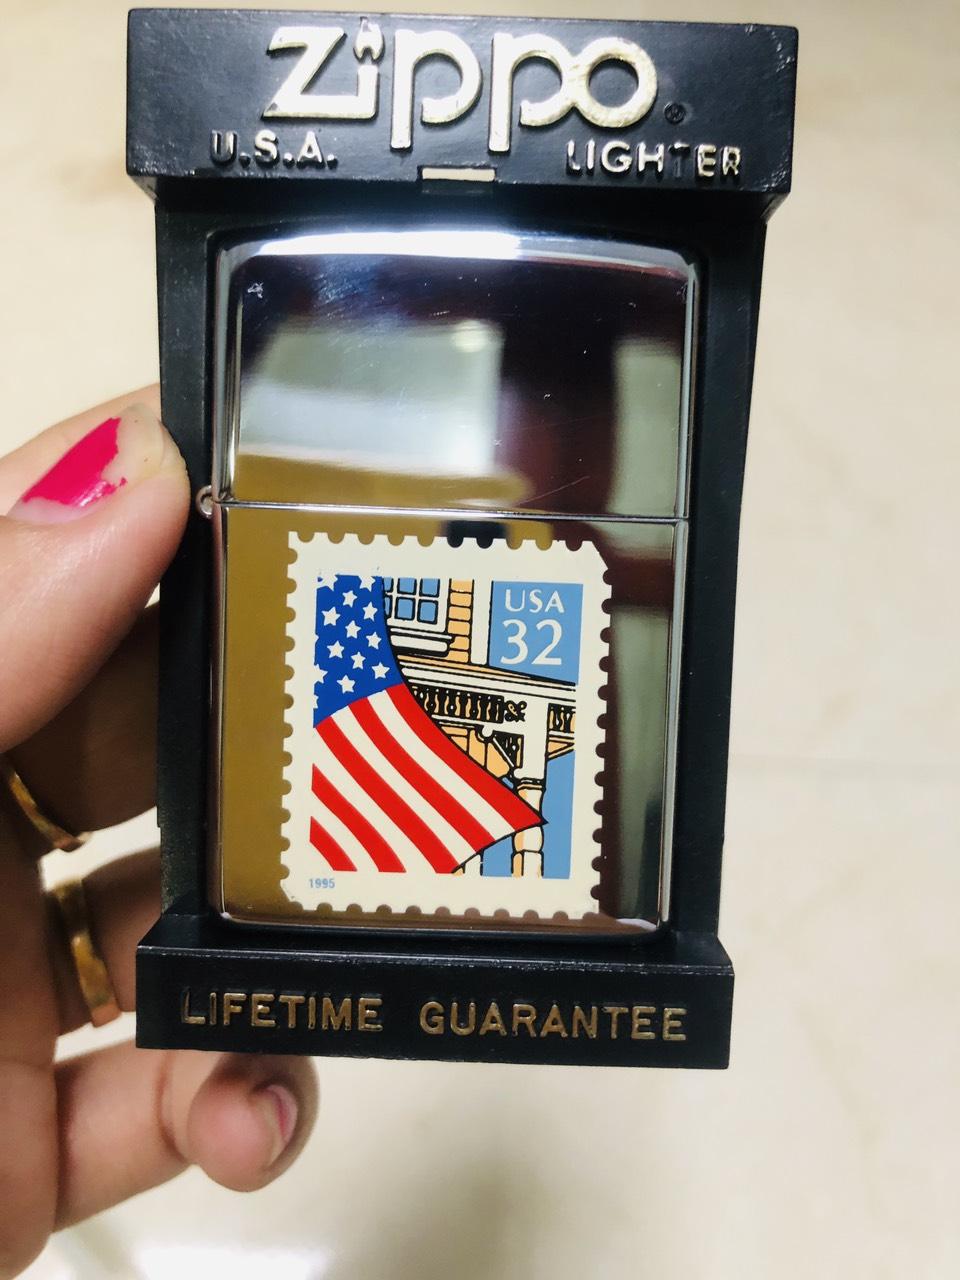 Zippo®
U.S.A. LIGHTER
USA
32
1995
LIFETIME GUARANTEE